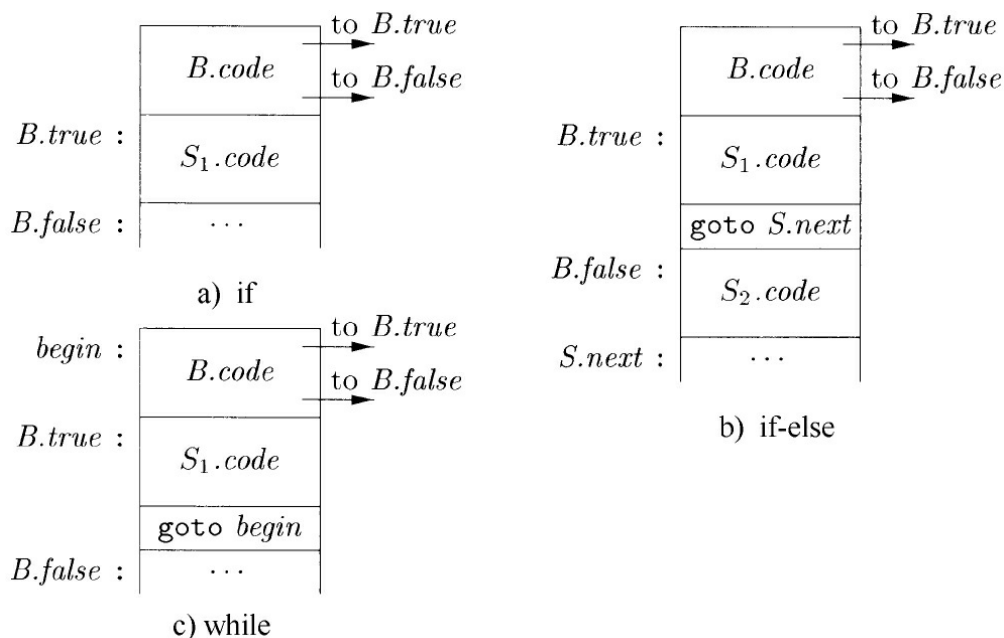 to B.true
B.code
to B.false
B.true :
S₁.code
B.false :
...
a) if
begin :
to B.true
B.code
to B.false
B.true :
S₁.code
goto begin
B.false :
...
c) while
to B.true
B.code
to B.false
B.true :
S₁.code
goto S.next
B.false :
S₂.code
S.next :
...
b) if-else